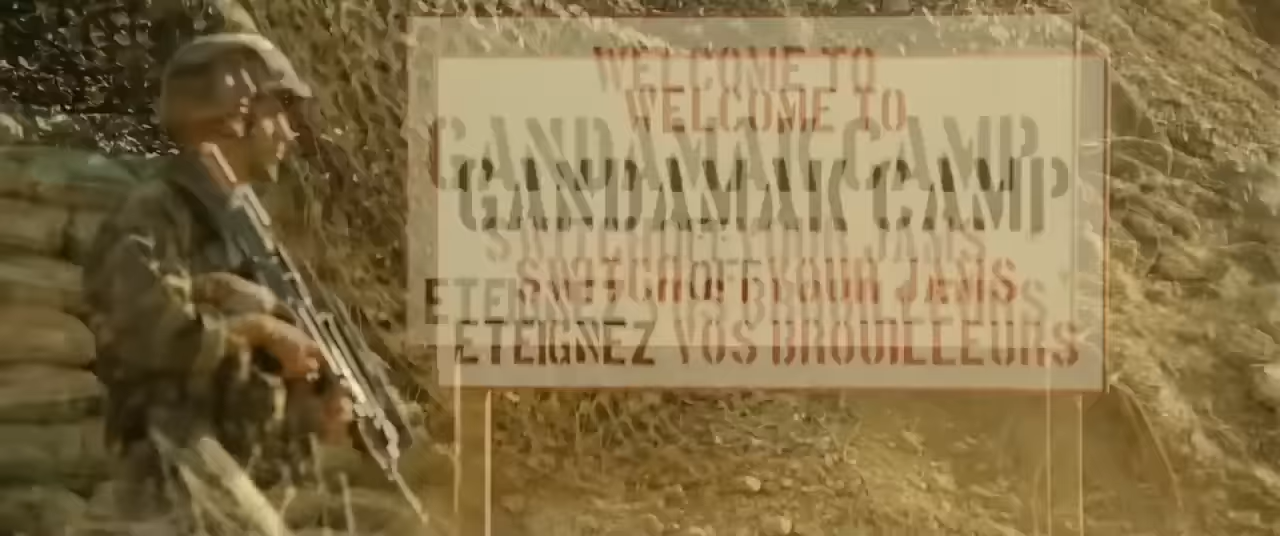 WELCOME TO
GANDAMAK CAMP
SWITCH OFF YOUR JAMS
ETEIGNEZ VOS BROUILLEURS